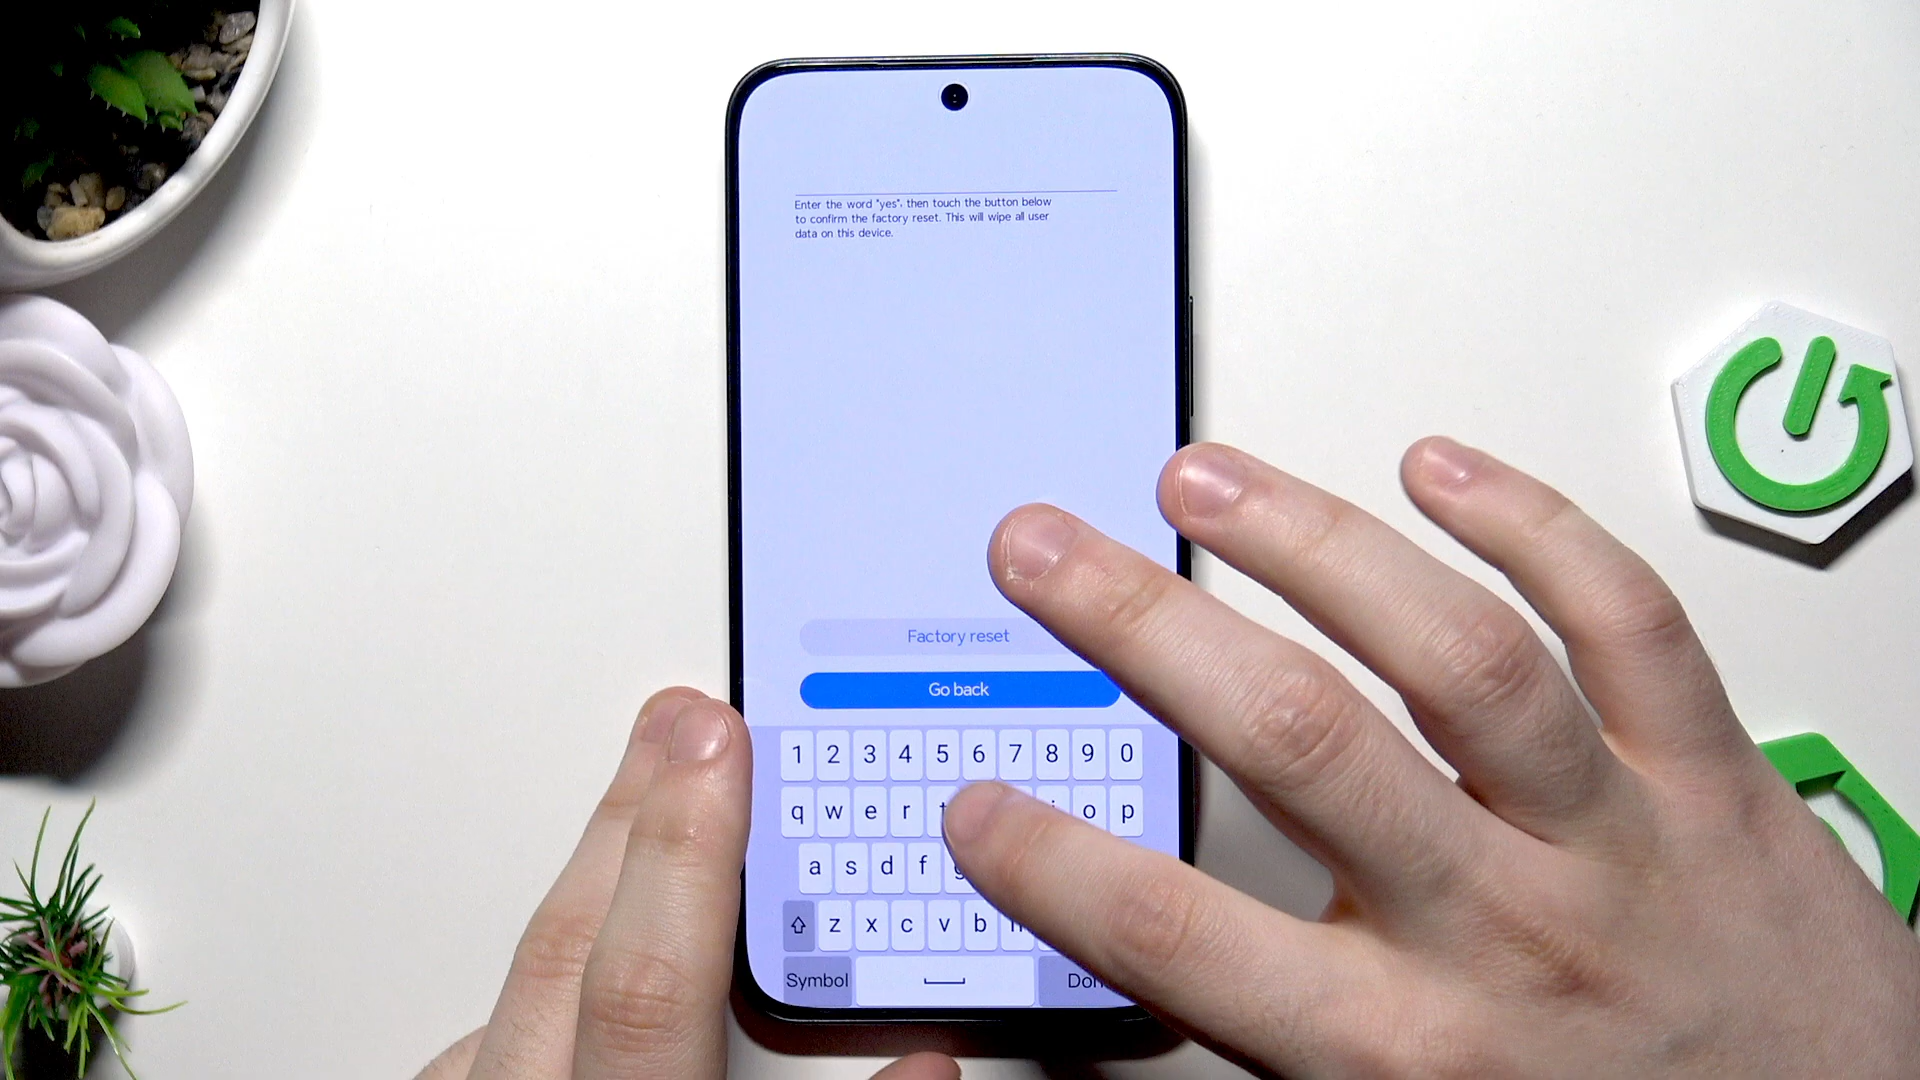 Enter the word "yes", then touch the button below
to confirm the factory reset. This will wipe all user
data on this device.
Factory reset
Go back
1 2 3 4 5 6 7 8 9 0
q w e r t o p
a s d f g
z x c v b
Symbol